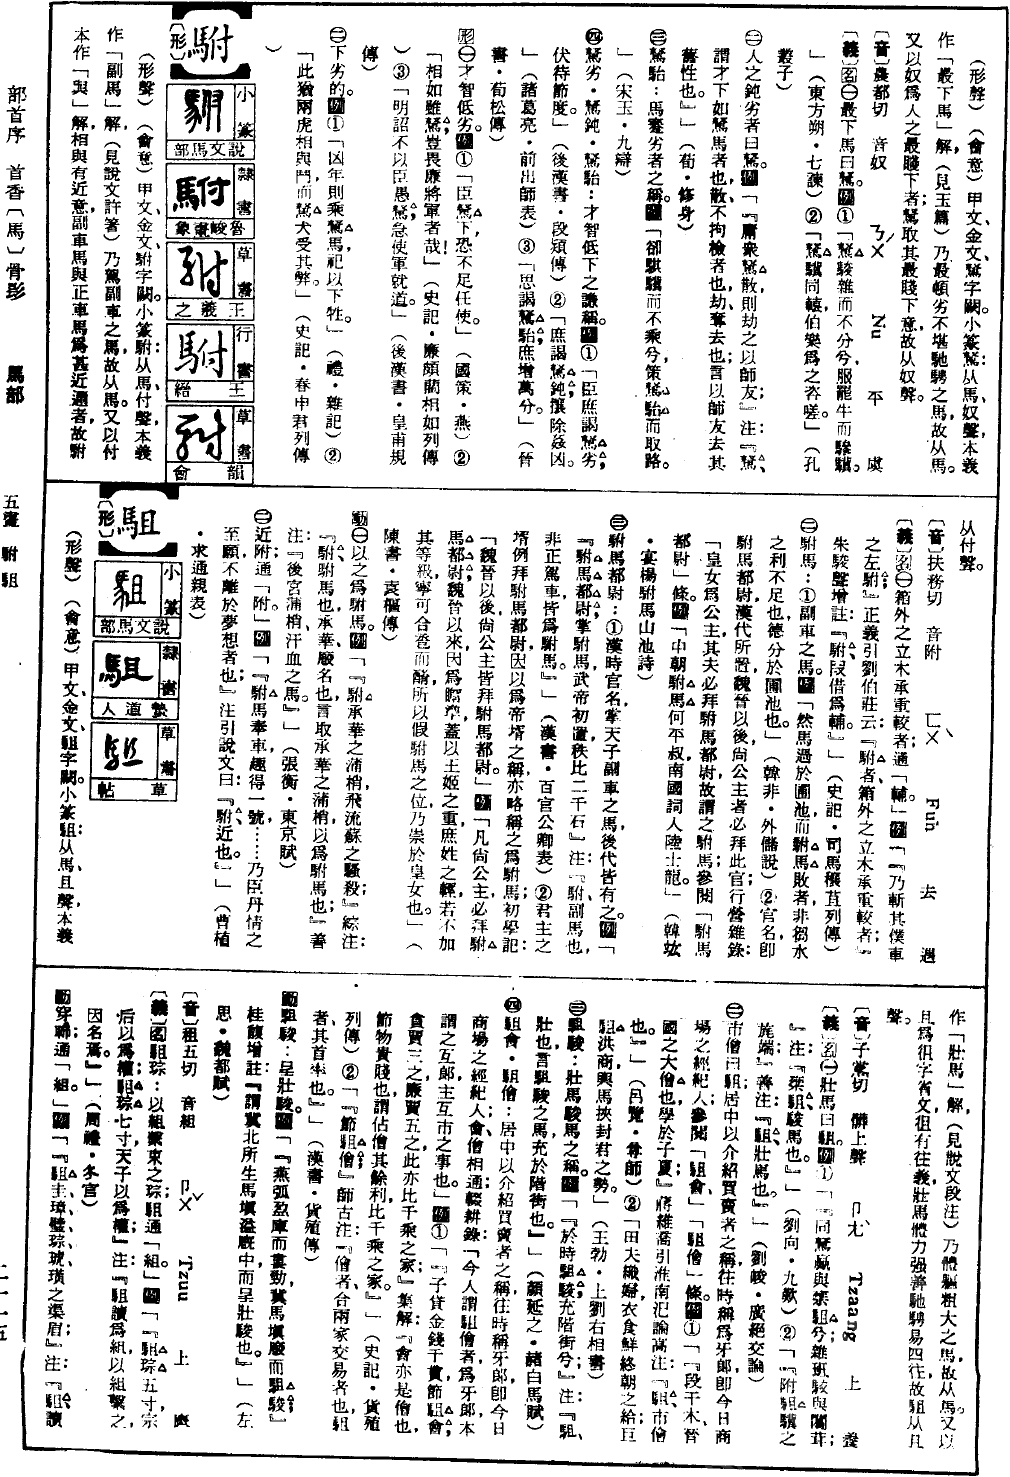 部首序 首香〔馬〕骨髟 馬部
五畫 駙 駔
二一一五
（形聲）（會意）甲文、金文、駑字闕。小篆駑：从馬、奴聲，本義
作「最下馬」解，（見玉篇）乃最頓劣不堪馳騁之馬，故从馬。
又以奴爲人之最賤下者；駑取其最賤下意，故从奴聲。
〔音〕農都切 音奴 ㄋㄨˊ Nu 平 虞
〔義〕㊔㊀最下馬曰駑。例①「駑駿雜而不分兮，服罷牛而驂驥。
」（東方朔・七諫）②「駑驥同轅，伯樂爲之咨嗟。」（孔
叢子）
㊁人之鈍劣者曰駑。例「『庸衆駑散，則劫之以師友』注：『駑、
謂才下如駑馬者也；散、不拘檢者也；劫、奪去也；言以師友去其
舊性也。』」（荀・修身）
㊂駑駘：馬蹇劣者之稱。例「卻騏驥而不乘兮，策駑駘而取路。
」（宋玉・九辯）
㊃駑劣・駑鈍・駑駘：才智低下之謙稱。例①「臣庶謁駑劣，
伏待節度。」（後漢書・段熲傳）②「庶謁駑鈍，攘除姦凶。
」（諸葛亮・前出師表）③「思謁駑駘，庶增萬分。」（晉
書・荀崧傳）
㊅㊀才智低劣。例①「臣駑下，恐不足任使。」（國策・燕）②
「相如雖駑，豈畏廉將軍者哉！」（史記・廉頗藺相如列傳
）③「明詔不以臣愚駑，急使軍就道。」（後漢書・皇甫規
傳）
㊁下劣的。例①「凶年則乘駑馬，祀以下牲。」（禮・雜記）②
「此猶兩虎相與鬥，而駑犬受其弊。」（史記・春申君列傳
）
駙
〔形〕
小篆 說文馬部
隸書 魯峻碑象
草書 王羲之
行書 王紿
草書 韻會
（形聲）（會意）甲文、金文、駙字闕。小篆駙：从馬、付聲，本義
作「副馬」解，（見說文許著）乃駕副車之馬，故从馬。又以付
本作「與」解，相與有近意，副車馬與正車馬爲甚近邇者，故駙
从付聲。
〔音〕扶務切 音附 ㄈㄨˋ Fuh 去 遇
〔義〕㊔㊀箱外之立木承重較者，通「輔」。例「『乃斬其僕，車
之左駙』正義引劉伯莊云：『駙者，箱外之立木承重較者』；
朱駿聲增註：『駙叚借爲輔。』」（史記・司馬穰苴列傳）
㊁駙馬：①副車之馬。例「然馬過於圃池，而駙馬敗者，非芻水
之利不足也，德分於圃池也。」（韓非・外儲說）②官名，即
駙馬都尉，漢代所置，魏晉以後，尚公主者必拜此官，行營雜錄：
「皇女爲公主，其夫必拜駙馬都尉，故謂之駙馬。參閱「駙馬
都尉」條。例「中朝駙馬何平叔，南國詞人陸士龍。」（韓竑
・宴楊駙馬山池詩）
㊂駙馬都尉：①漢時官名，掌天子副車之馬，後代皆有之。例「
『駙馬都尉，掌駙馬，武帝初置，秩比二千石』注：『駙、副馬也，
非正駕車，皆爲駙馬。』」（漢書・百官公卿表）②君主之
壻例拜駙馬都尉，因以爲帝壻之稱，亦略稱之爲駙馬；初學記：
「魏晉以後，尚公主皆拜駙馬都尉。」例「凡尚公主，必拜駙
馬都尉，魏晉以來，因爲瞻準，蓋以王姬之重，庶姓之輕，若不加
其等級，寧可合卺而酳，所以假駙馬之位，乃崇於皇女也。」（
陳書・袁樞傳）
㊇㊀以之爲駙馬。例「『駙承華之蒲梢，飛流蘇之騷殺』；綜注：
『駙、駙馬也；承華、廄名也；言取承華之蒲梢以爲駙馬也』；善
注：『後宮蒲梢，汗血之馬。』」（張衡・東京賦）
㊁近附，通「附」。例「『駙馬奉車，趣得一號，……乃臣丹情之
至願，不離於夢想者也。』注引說文曰：『駙、近也。』」（曹植
・求通親表）
駔
〔形〕
小篆 說文馬部
隸書 摯道人
草書 草帖
（形聲）（會意）甲文、金文、駔字闕。小篆駔：从馬、且聲，本義
作「壯馬」解，（見說文段注）乃體軀粗大之馬，故从馬。又以
且爲伹字省文，伹有往義，壯馬體力强善馳騁易四往，故駔从且
聲。
〔音〕子黨切 髒上聲 ㄗㄤˇ Tzaang 上 養
〔義〕㊔㊀壯馬曰駔。例①「『同駑騾與椉駔兮，雜斑駁與闒茸』；
『注：『椉駔、駿馬也。』」（劉向・九歎）②「『附駔驥之
旄端』；善注：『駔、壯馬也。』」（劉峻・廣絕交論）
㊁市儈曰駔，居中以介紹買賣者之稱，往時稱爲牙郎，即今日商
場之經紀人。參閱「駔會」、「駔儈」條。例①「『段干木，晉
國之大儈也，學於子夏』蔣維喬引淮南氾論高注：『駔、市儈
也。』」（呂覽・尊師）②「田夫織婦，衣食鮮終朝之給；巨
駔洪商，輿馬挾封君之勢。」（王勃・上劉右相書）
㊂駔駿：壯馬駿馬之稱。例「『於時駔駿，充階街兮』注：『駔、
壯也；言駔駿之馬，充於階街也。』」（顏延之・赭白馬賦）
㊃駔會・駔儈：居中以介紹買賣者之稱，往時稱牙郎，即今日
商場之經紀人，會儈相通，輟耕錄：「今人謂駔儈者爲牙郎，本
謂之互郎，主互市之事也。」例①「『子貸金錢千貫，節駔會，
貪賈三之，廉賈五之，此亦比千乘之家』集解：『會亦是儈也，
節物貴賤也，謂估儈其餘利比千乘之家。』」（史記・貨殖
列傳）②「『節駔儈』師古注：『儈者，合兩家交易者也，駔
者，其首率也。』」（漢書・貨殖傳）
㊇駔駿：呈壯駿。例「『燕弧盈庫而委勁，冀馬塡廄而駔駿』；
桂馥增註：『謂冀北所生馬，塡溢廄中而呈壯駿也。』」（左
思・魏都賦）
〔音〕祖五切 音組 ㄗㄨˇ Tzuu 上 麌
〔義〕㊔駔琮：以組繫束之琮，駔通「組」。例「『駔琮五寸，宗
后以爲權；駔琮七寸，天子以爲權。』注：『駔讀爲組，以組繫之，
因名焉。』」（周禮・冬官）
㊇穿聯，通「組」。例「『駔圭璋璧琮琥璜之渠眉』注：『駔、讀